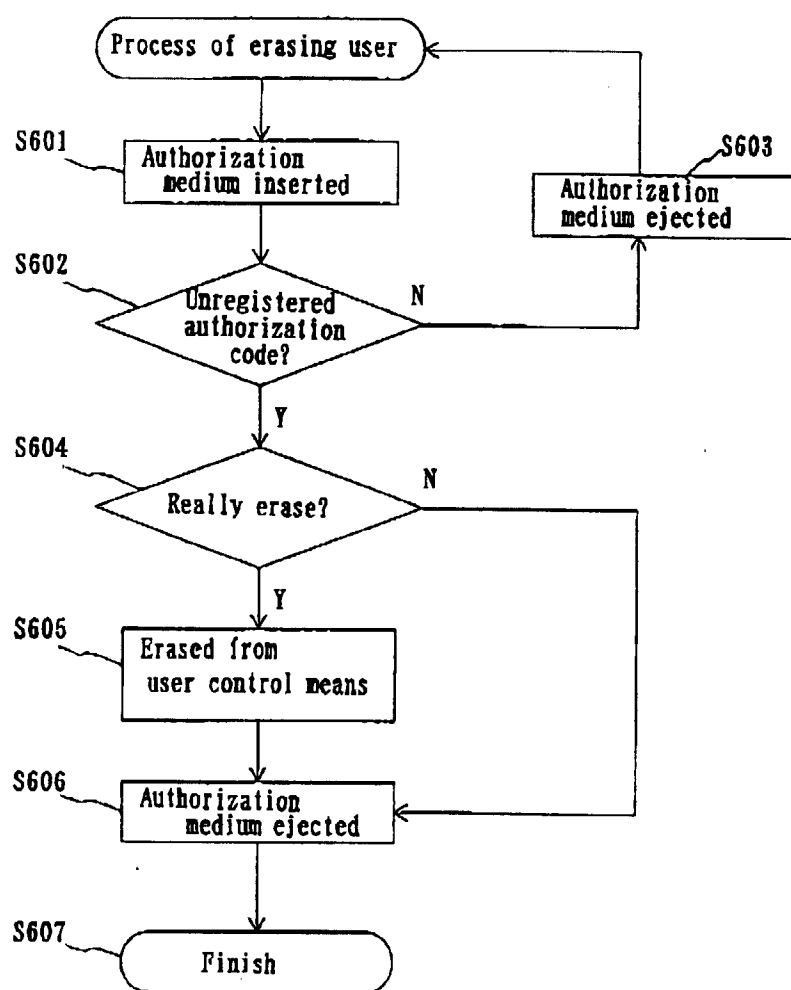 Process of erasing user
S601
Authorization
medium inserted
S603
Authorization
medium ejected
S602
Unregistered
authorization
code?
N
Y
S604
Really erase?
N
Y
S605
Erased from
user control means
S606
Authorization
medium ejected
S607
Finish